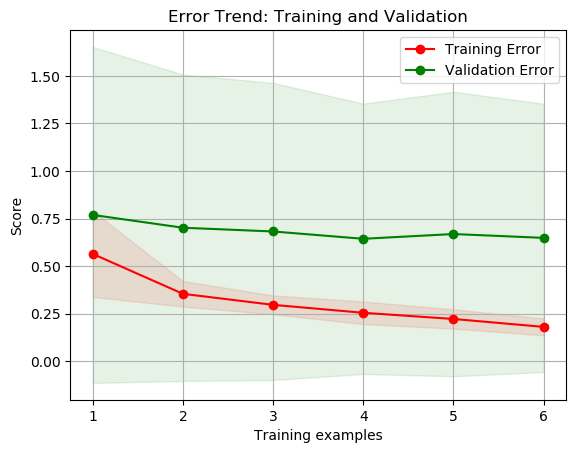 Error Trend: Training and Validation
Training Error
Validation Error
Score
1.50
1.25
1.00
0.75
0.50
0.25
0.00
1 2 3 4 5 6
Training examples